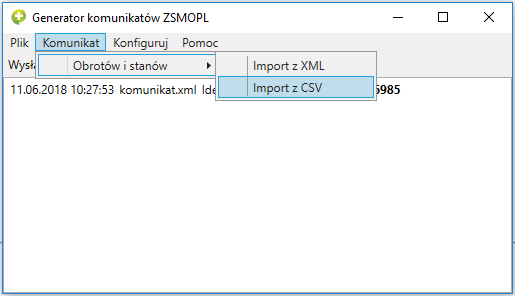 Generator komunikatów ZSMOPL
Plik Komunikat Konfiguruj Pomoc
Obrotów i stanów Import z XML
Import z CSV
11.06.2018 10:27:53 komunikat.xml